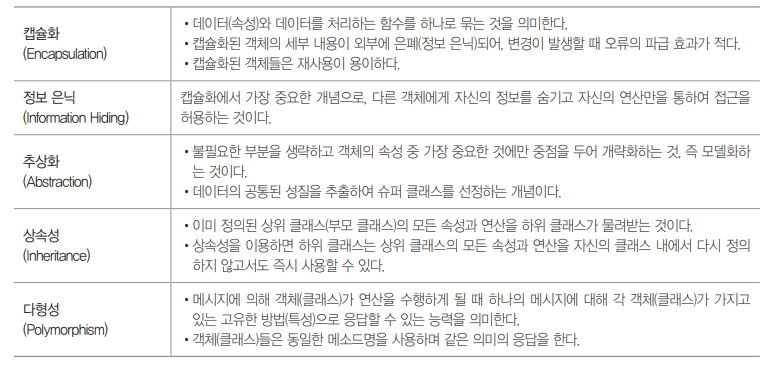 캡슐화
(Encapsulation)
• 데이터(속성)와 데이터를 처리하는 함수를 하나로 묶는 것을 의미한다.
• 캡슐화된 객체의 세부 내용이 외부에 은폐(정보 은닉)되어, 변경이 발생할 때 오류의 파급 효과가 적다.
• 캡슐화된 객체들은 재사용이 용이하다.
정보 은닉
(Information Hiding)
캡슐화에서 가장 중요한 개념으로, 다른 객체에게 자신의 정보를 숨기고 자신의 연산만을 통하여 접근을
허용하는 것이다.
추상화
(Abstraction)
• 불필요한 부분을 생략하고 객체의 속성 중 가장 중요한 것에만 중점을 두어 개략화하는 것, 즉 모델화하
는 것이다.
• 데이터의 공통된 성질을 추출하여 슈퍼 클래스를 선정하는 개념이다.
상속성
(Inheritance)
• 이미 정의된 상위 클래스(부모 클래스)의 모든 속성과 연산을 하위 클래스가 물려받는 것이다.
• 상속성을 이용하면 하위 클래스는 상위 클래스의 모든 속성과 연산을 자신의 클래스 내에서 다시 정의
하지 않고서도 즉시 사용할 수 있다.
다형성
(Polymorphism)
• 메시지에 의해 객체(클래스)가 연산을 수행하게 될 때 하나의 메시지에 대해 각 객체(클래스)가 가지고
있는 고유한 방법(특성)으로 응답할 수 있는 능력을 의미한다.
• 객체(클래스)들은 동일한 메소드명을 사용하며 같은 의미의 응답을 한다.